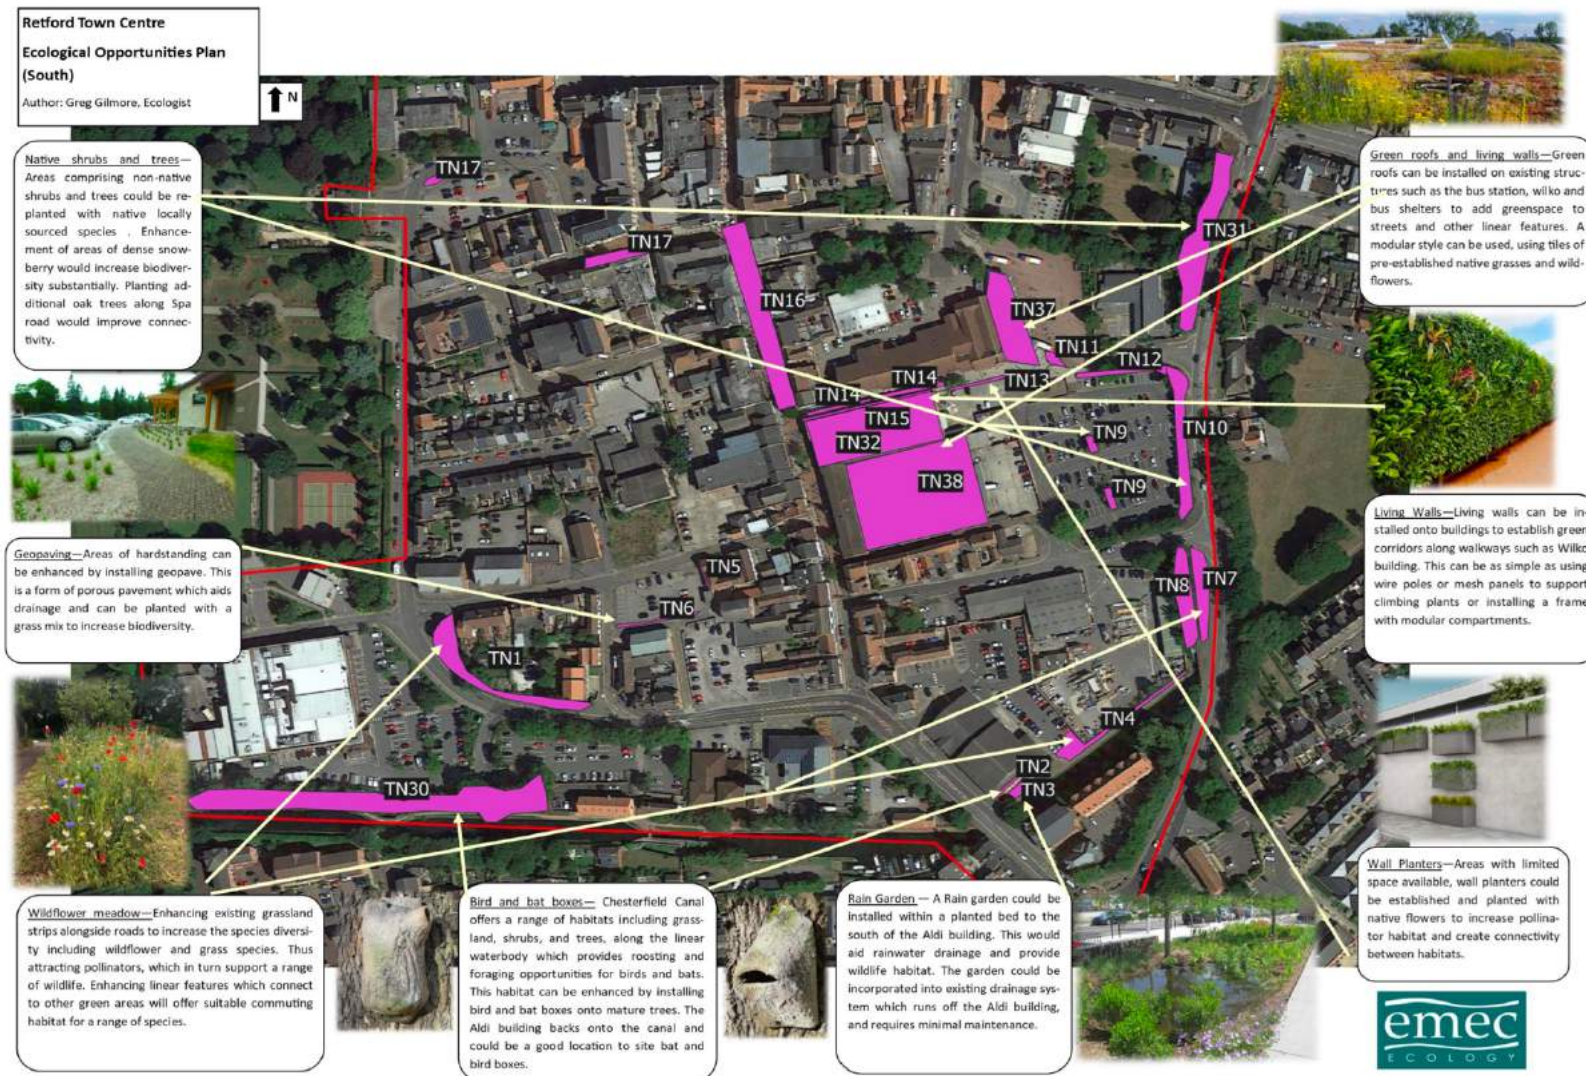 Retford Town Centre
Ecological Opportunities Plan
(South)
Author: Greg Gilmore, Ecologist
N
Native shrubs and trees—
Areas comprising non-native
shrubs and trees could be re-
planted with native locally
sourced species . Enhance-
ment of areas of dense snow-
berry would increase biodiver-
sity substantially. Planting ad-
ditional oak trees along Spa
road would improve connec-
tivity.
Green roofs and living walls—Green
roofs can be installed on existing struc-
tures such as the bus station, wilko and
bus shelters to add greenspace to
streets and other linear features. A
modular style can be used, using tiles of
pre-established native grasses and wild-
flowers.
TN17
TN17
TN16
TN31
TN37
TN11
TN12
TN13
TN14
TN14
TN15
TN32
TN38
TN9
TN9
TN10
TN5
TN6
TN8
TN7
TN1
TN4
TN2
TN3
TN30
Geopaving—Areas of hardstanding can
be enhanced by installing geopave. This
is a form of porous pavement which aids
drainage and can be planted with a
grass mix to increase biodiversity.
Living Walls—Living walls can be in-
stalled onto buildings to establish green
corridors along walkways such as Wilko
building. This can be as simple as using
wire poles or mesh panels to support
climbing plants or installing a frame
with modular compartments.
Wall Planters—Areas with limited
space available, wall planters could
be established and planted with
native flowers to increase pollina-
tor habitat and create connectivity
between habitats.
Wildflower meadow—Enhancing existing grassland
strips alongside roads to increase the species diversi-
ty including wildflower and grass species. Thus
attracting pollinators, which in turn support a range
of wildlife. Enhancing linear features which connect
to other green areas will offer suitable commuting
habitat for a range of species.
Bird and bat boxes— Chesterfield Canal
offers a range of habitats including grass-
land, shrubs, and trees, along the linear
waterbody which provides roosting and
foraging opportunities for birds and bats.
This habitat can be enhanced by installing
bird and bat boxes onto mature trees. The
Aldi building backs onto the canal and
could be a good location to site bat and
bird boxes.
Rain Garden — A Rain garden could be
installed within a planted bed to the
south of the Aldi building. This would
aid rainwater drainage and provide
wildlife habitat. The garden could be
incorporated into existing drainage sys-
tem which runs off the Aldi building,
and requires minimal maintenance.
emec
ECOLOGY